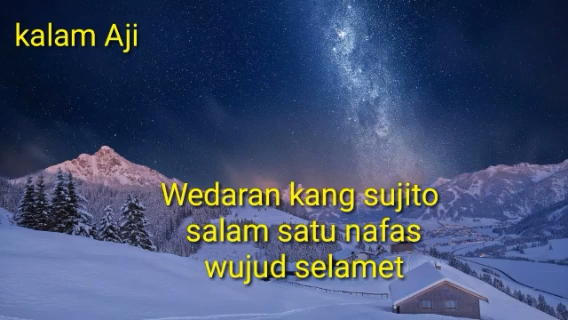 kalam Aji
Wedaran kang sujito
salam satu nafas
wujud selamet